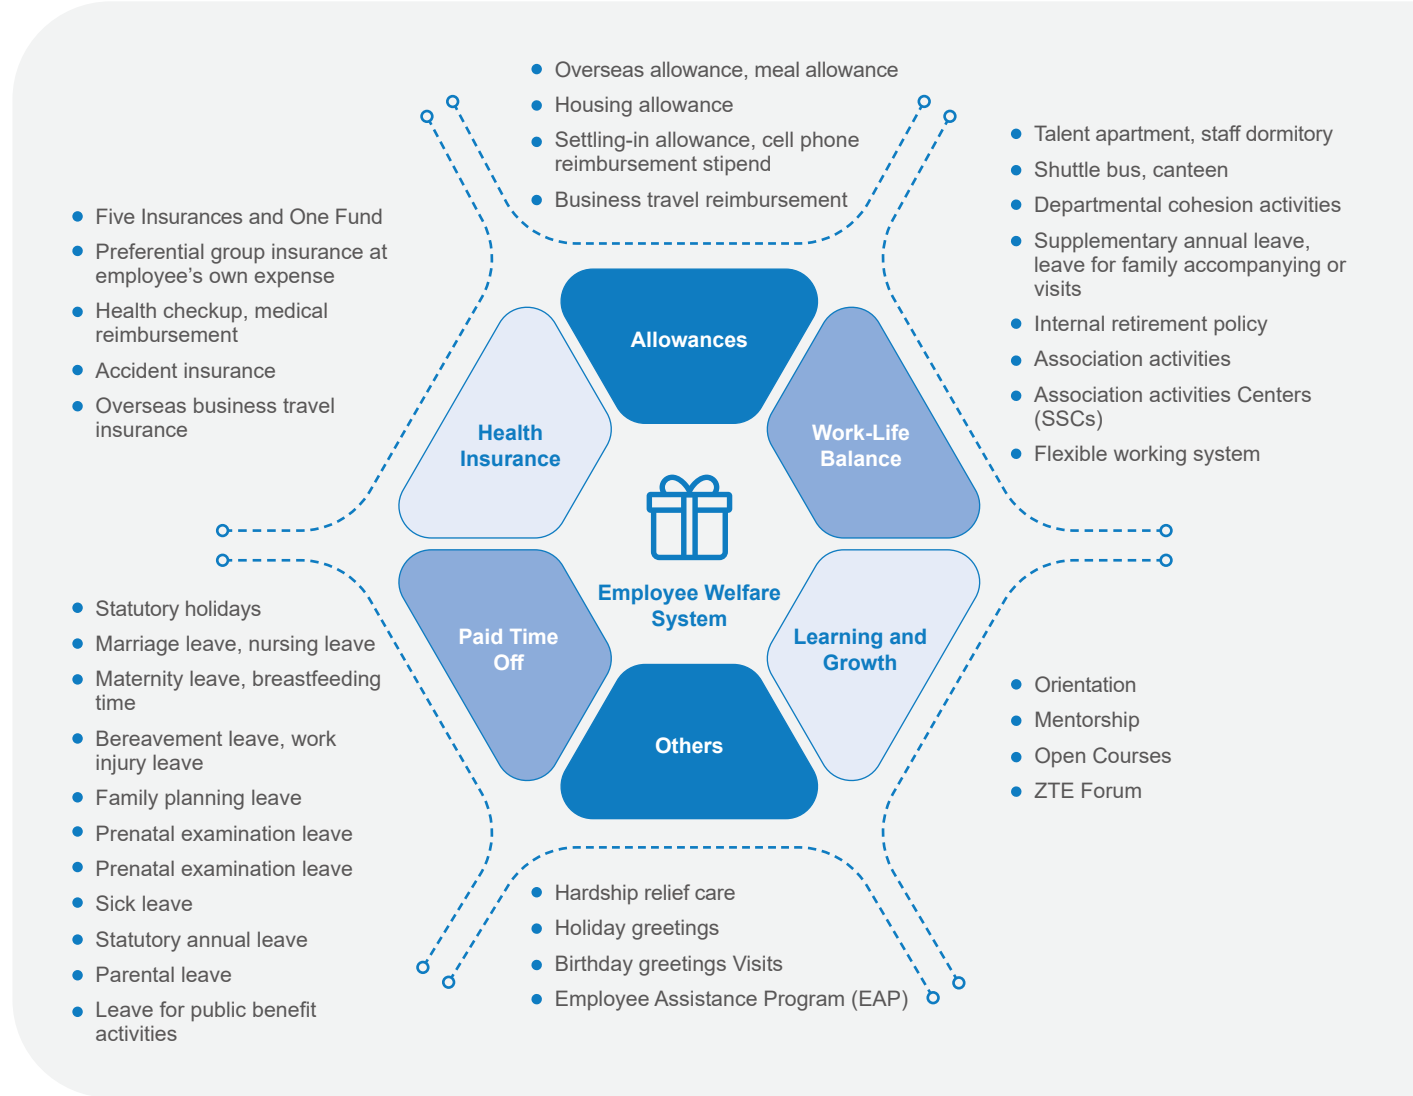 Overseas allowance, meal allowance
Housing allowance
Settling-in allowance, cell phone
reimbursement stipend
Business travel reimbursement
Five Insurances and One Fund
Preferential group insurance at
employee’s own expense
Health checkup, medical
reimbursement
Accident insurance
Overseas business travel
insurance
Talent apartment, staff dormitory
Shuttle bus, canteen
Departmental cohesion activities
Supplementary annual leave,
leave for family accompanying or
visits
Internal retirement policy
Association activities
Association activities Centers
(SSCs)
Flexible working system
Allowances
Health
Insurance
Work-Life
Balance
Employee Welfare
System
Paid Time
Off
Learning and
Growth
Others
Statutory holidays
Marriage leave, nursing leave
Maternity leave, breastfeeding
time
Bereavement leave, work
injury leave
Family planning leave
Prenatal examination leave
Prenatal examination leave
Sick leave
Statutory annual leave
Parental leave
Leave for public benefit
activities
Orientation
Mentorship
Open Courses
ZTE Forum
Hardship relief care
Holiday greetings
Birthday greetings Visits
Employee Assistance Program (EAP)